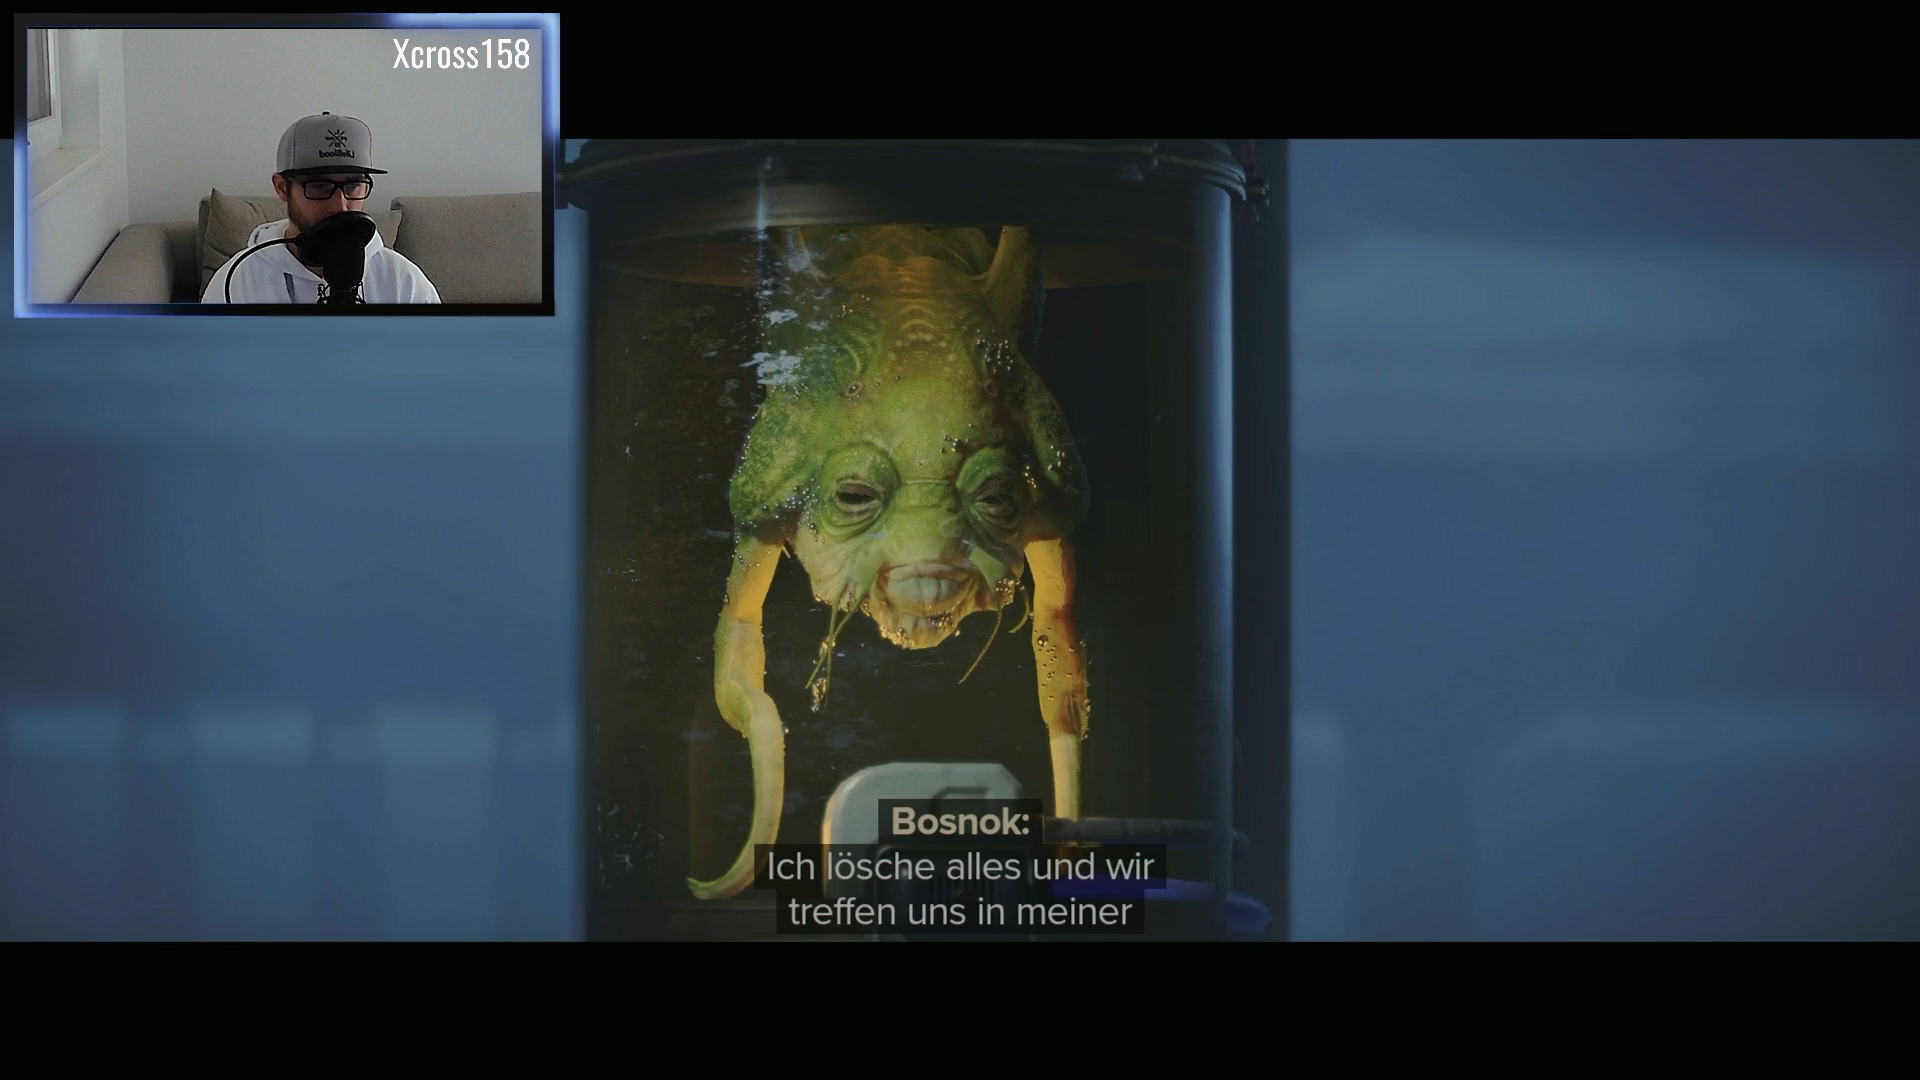 Xcross158
Bosnok:
Ich lösche alles und wir
treffen uns in meiner